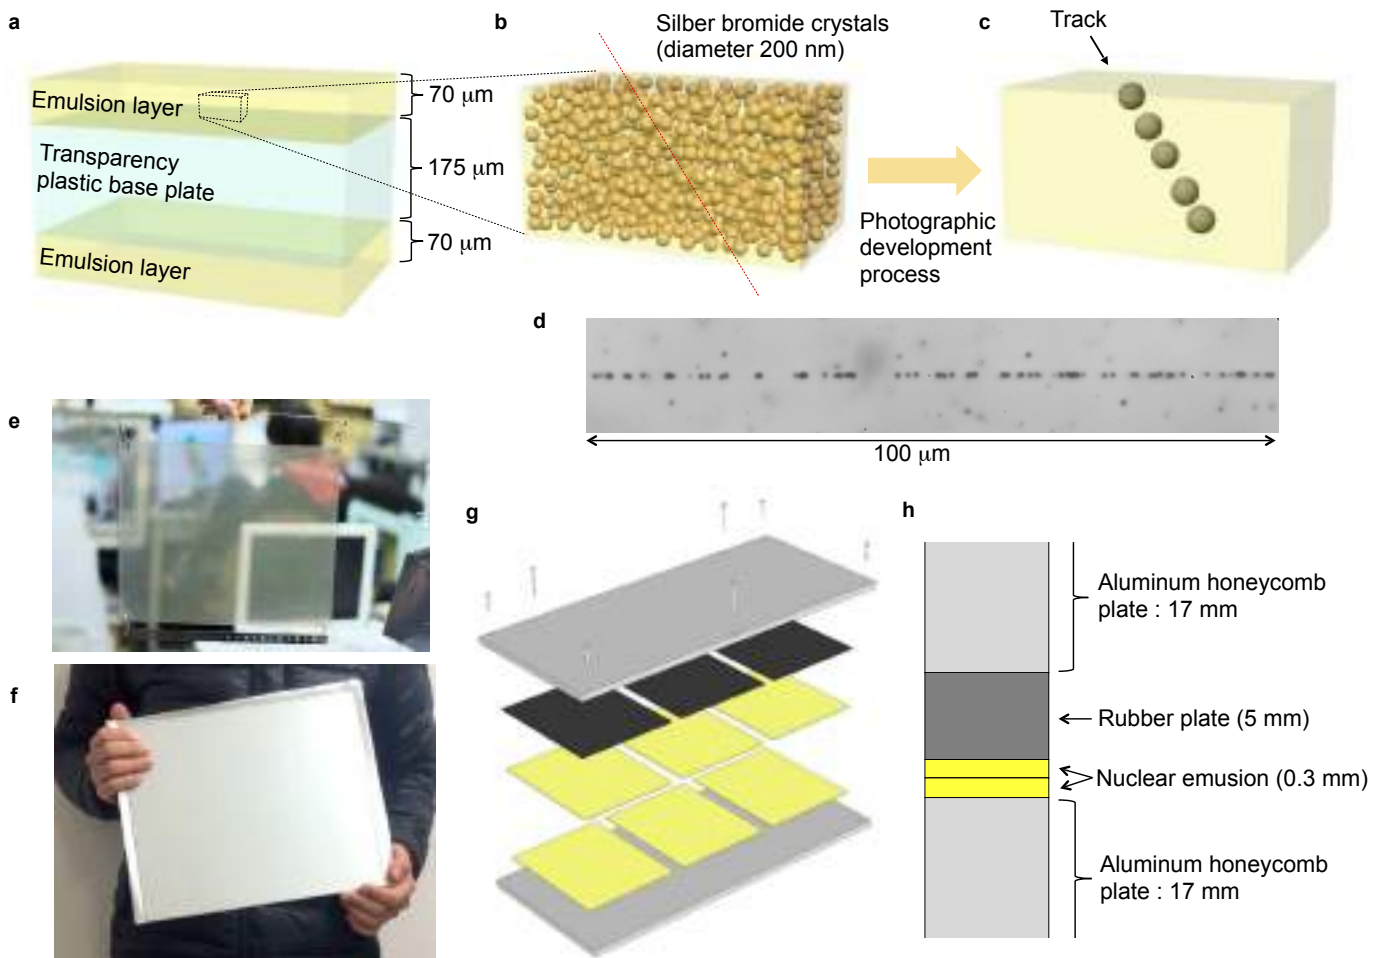 a
Emulsion layer
Transparency
plastic base plate
Emulsion layer
70 μm
175 μm
70 μm
b
Silber bromide crystals
(diameter 200 nm)
Photographic
development
process
c
Track
d
100 μm
e
f
g
h
Aluminum honeycomb
plate : 17 mm
Rubber plate (5 mm)
Nuclear emusion (0.3 mm)
Aluminum honeycomb
plate : 17 mm